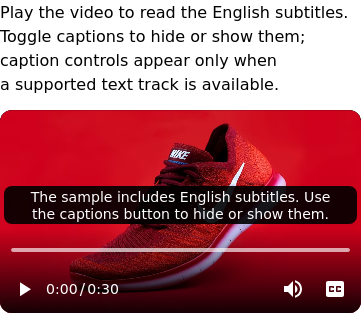 Play the video to read the English subtitles.
Toggle captions to hide or show them;
caption controls appear only when
a supported text track is available.
NIKE
The sample includes English subtitles. Use
the captions button to hide or show them.
0:00/0:30
CC